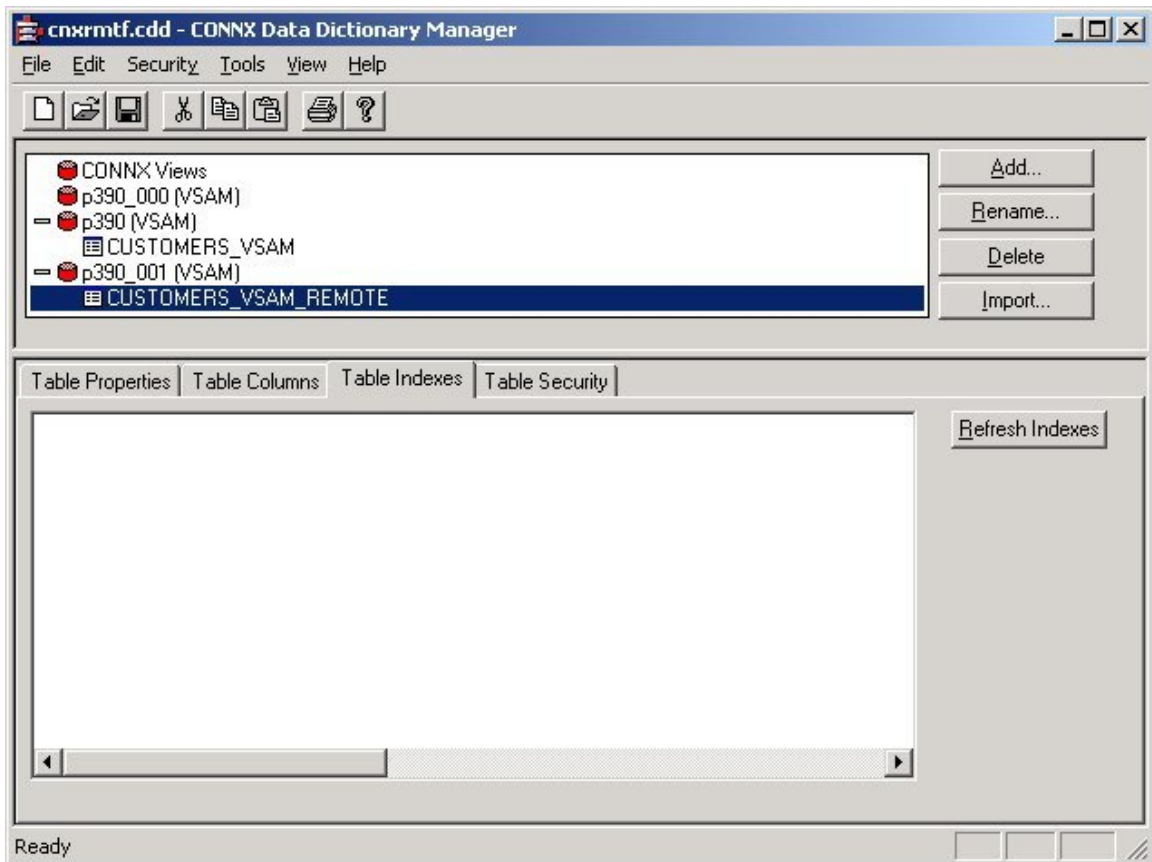 cnxrmtf.cdd - CONNX Data Dictionary Manager
File Edit Security Tools View Help
CONNX Views
p390_000 (VSAM)
p390 (VSAM)
CUSTOMERS_VSAM
p390_001 (VSAM)
CUSTOMERS_VSAM_REMOTE
Add...
Rename...
Delete
Import...
Table Properties Table Columns Table Indexes Table Security
Refresh Indexes
Ready